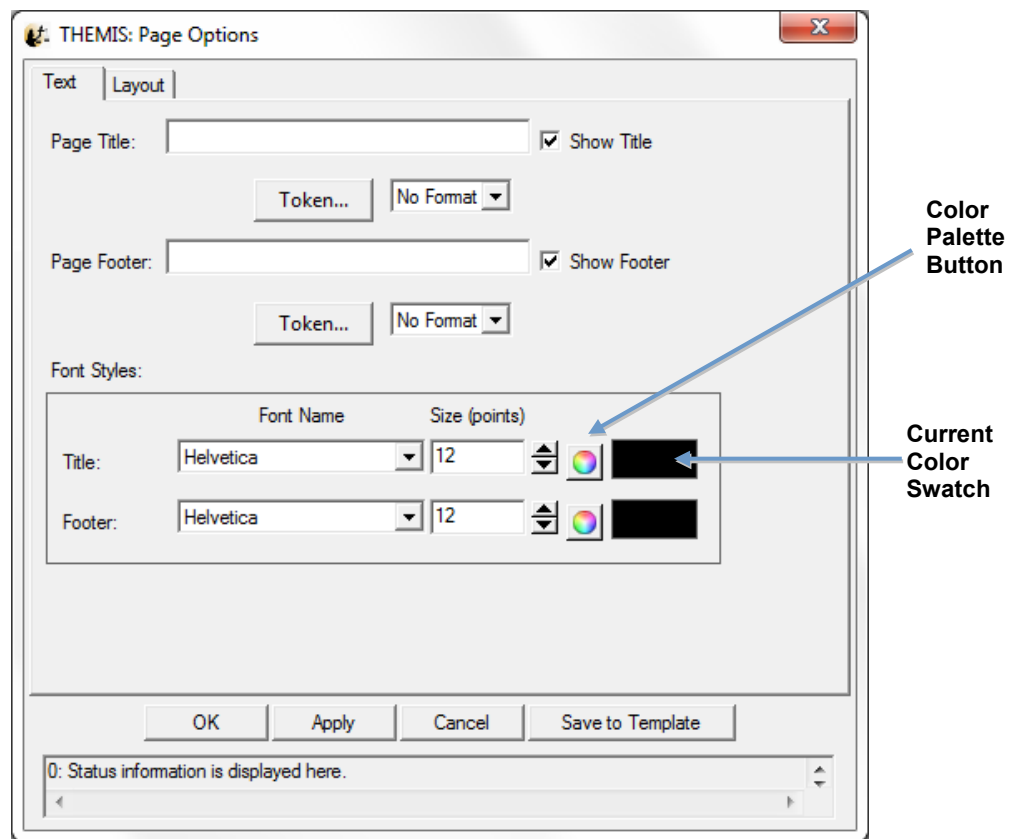 THEMIS: Page Options
X
Text Layout
Page Title: Show Title
Token... No Format
Color
Palette
Button
Page Footer: Show Footer
Token... No Format
Font Styles:
Font Name Size (points)
Title: Helvetica 12
Current
Color
Swatch
Footer: Helvetica 12
OK Apply Cancel Save to Template
0: Status information is displayed here.